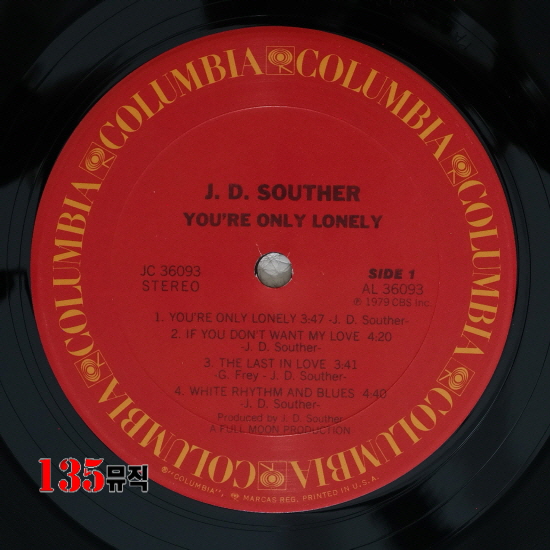 COLUMBIA COLUMBIA COLUMBIA COLUMBIA COLUMBIA COLUMBIA
J. D. SOUTHER
YOU'RE ONLY LONELY
JC 36093
STEREO
SIDE 1
AL 36093
℗ 1979 CBS Inc.
1. YOU'RE ONLY LONELY 3:47 -J. D. Souther-
2. IF YOU DON'T WANT MY LOVE 4:20
-J. D. Souther-
3. THE LAST IN LOVE 3:41
G. Frey - J. D. Souther-
4. WHITE RHYTHM AND BLUES 4:40
-J. D. Souther-
Produced by J. D. Souther
A FULL MOON PRODUCTION
®"COLUMBIA", MARCAS REG. PRINTED IN U.S.A.
135뮤직